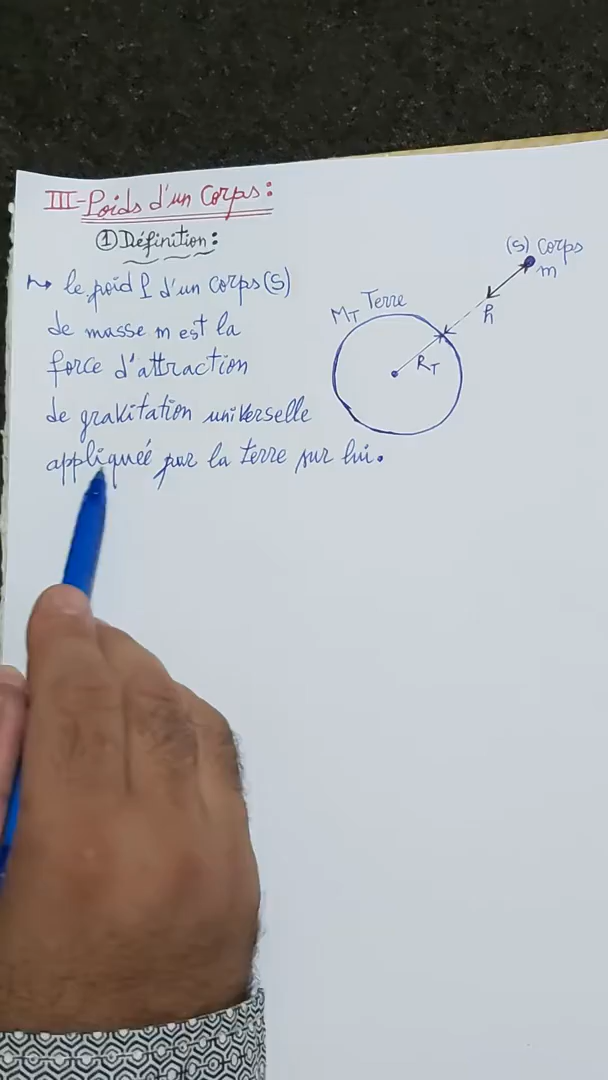 III-Poids d'un Corps:
① Définition:
le poid P d'un corps (S)
de masse m est la
force d'attraction
de gravitation universelle
appliqueé par la terre sur lui.
(S) Corps
m
h
MT Terre
RT